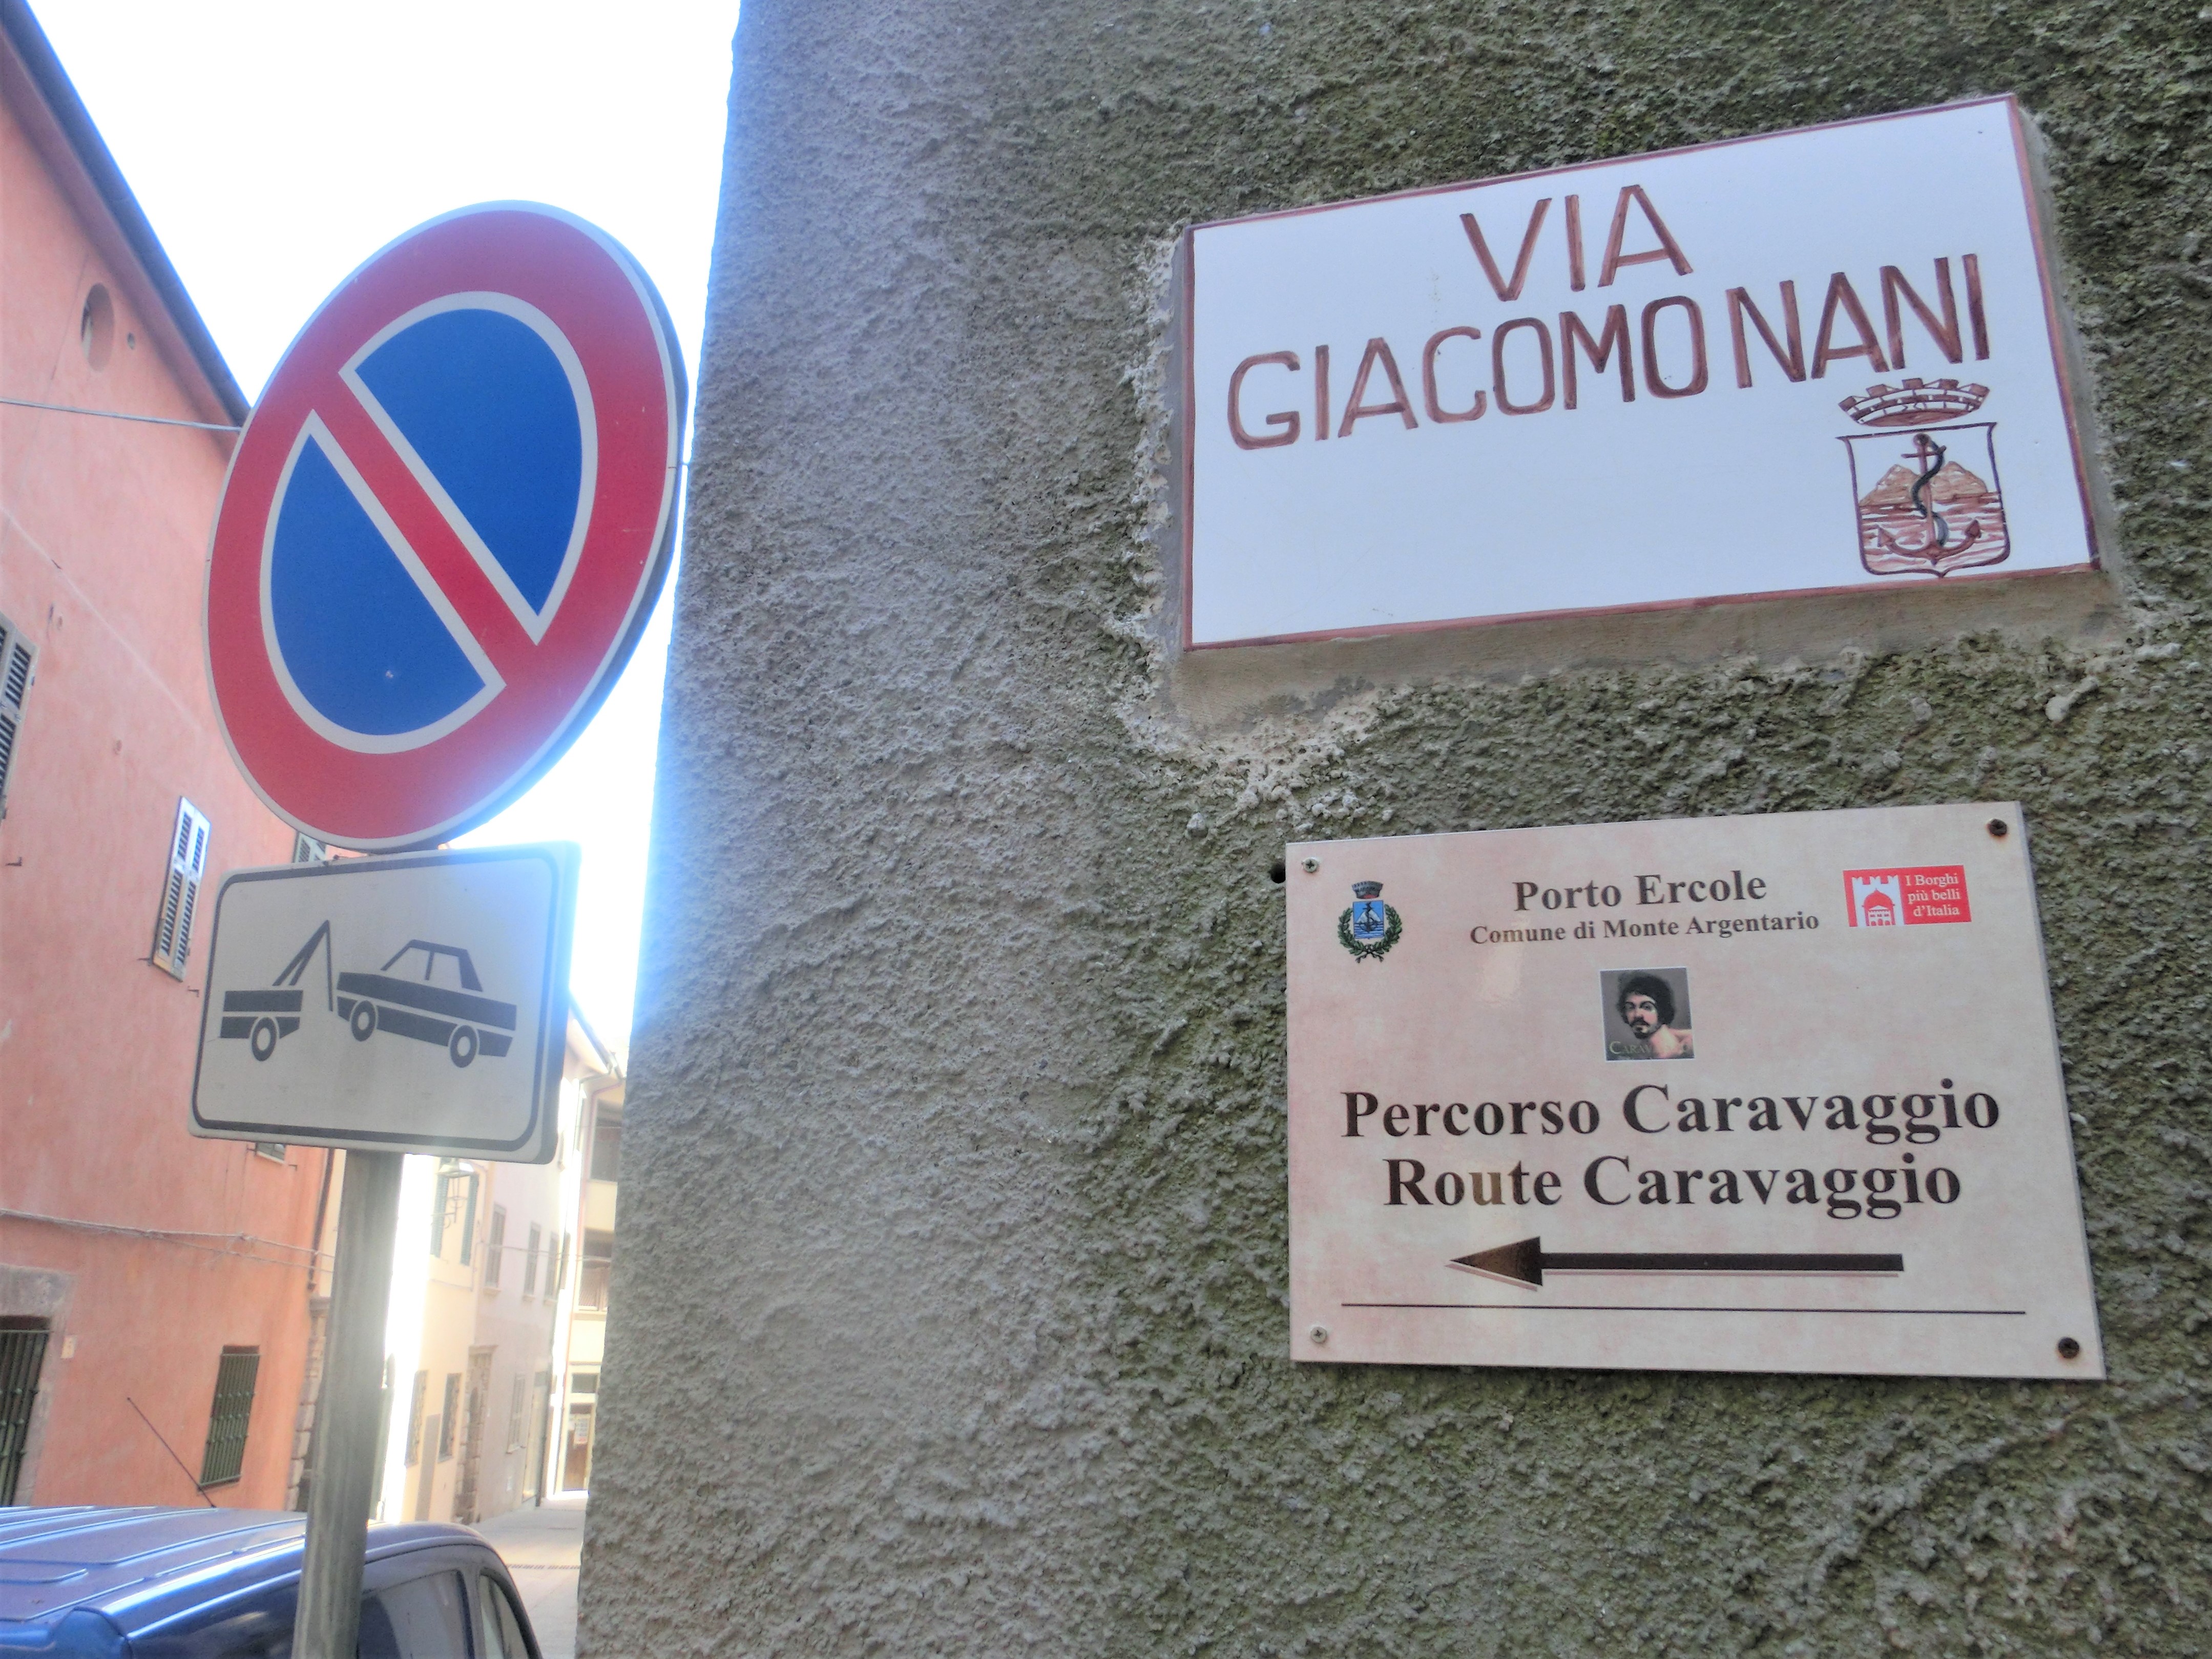 VIA
GIACOMO NANI
Porto Ercole
Comune di Monte Argentario
I Borghi
più belli
d'Italia
Percorso Caravaggio
Route Caravaggio